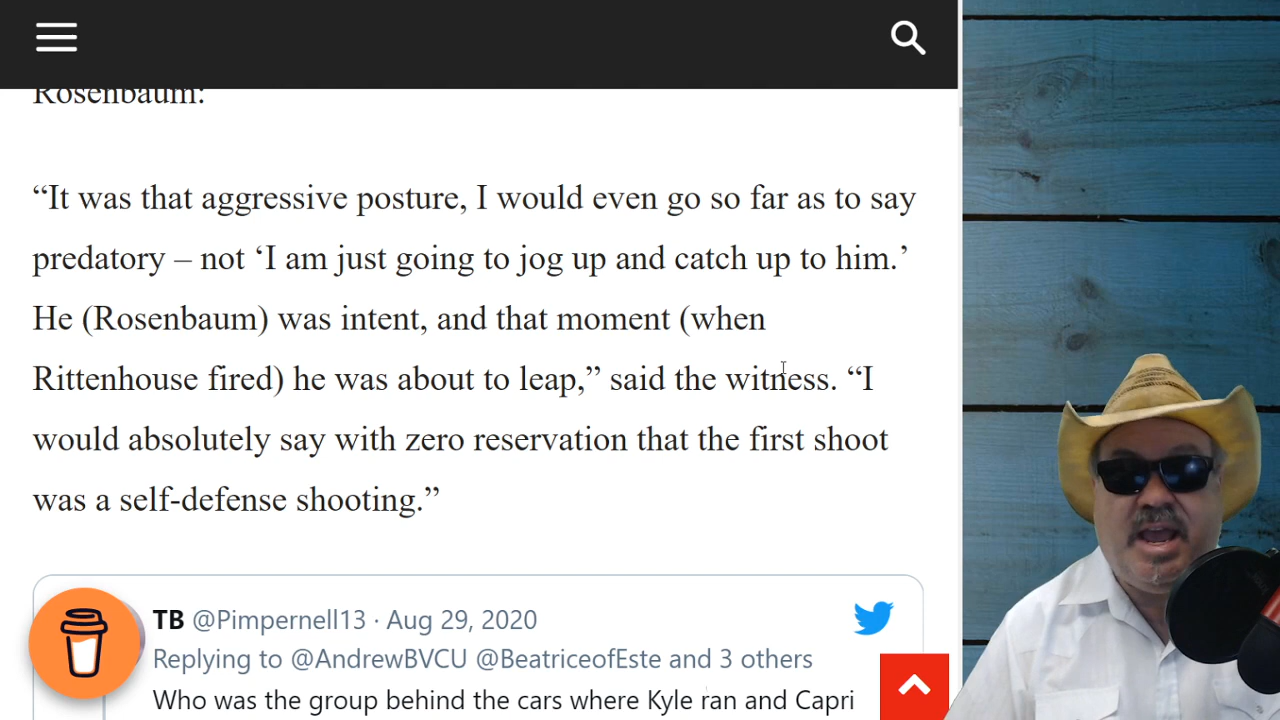 Rosenbaum:
“It was that aggressive posture, I would even go so far as to say
predatory – not ‘I am just going to jog up and catch up to him.’
He (Rosenbaum) was intent, and that moment (when
Rittenhouse fired) he was about to leap,” said the witness. “I
would absolutely say with zero reservation that the first shoot
was a self-defense shooting.”
TB @Pimpernell13 · Aug 29, 2020
Replying to @AndrewBVCU @BeatriceofEste and 3 others
Who was the group behind the cars where Kyle ran and Capri